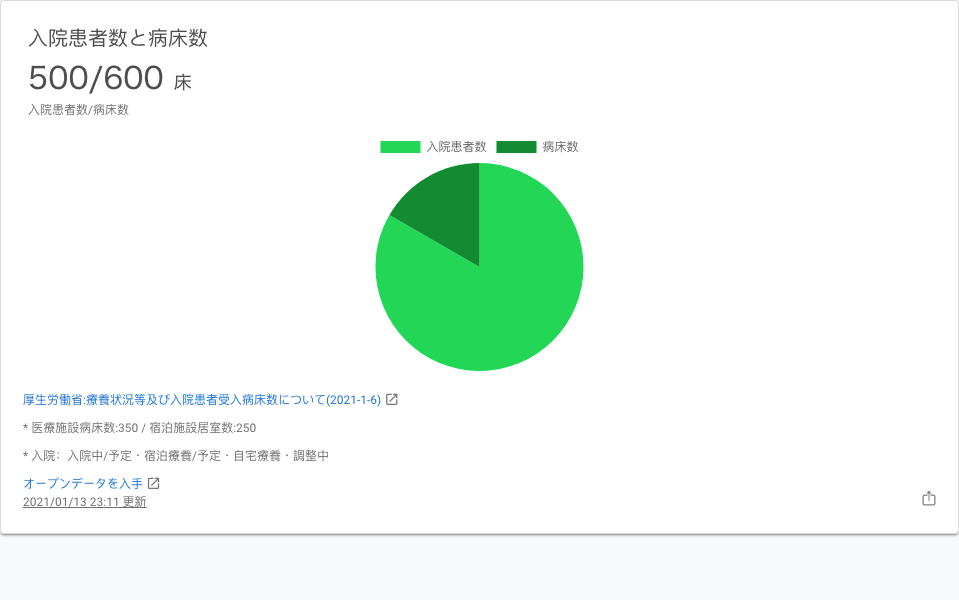 入院患者数と病床数
500/600 床
入院患者数/病床数
入院患者数 病床数
厚生労働省:療養状況等及び入院患者受入病床数について(2021-1-6)
* 医療施設病床数:350 / 宿泊施設居室数:250
* 入院：入院中/予定・宿泊療養/予定・自宅療養・調整中
オープンデータを入手
2021/01/13 23:11 更新